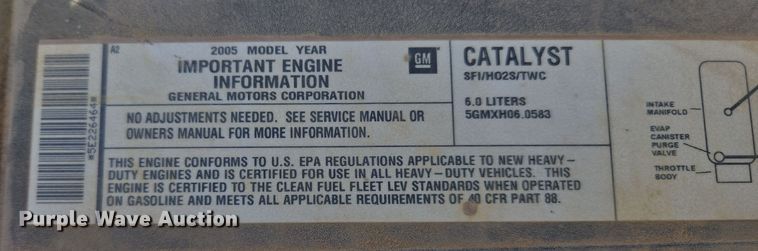 A2
2005 MODEL YEAR
IMPORTANT ENGINE
INFORMATION
GENERAL MOTORS CORPORATION
GM
CATALYST
SFI/HO2S/TWC
6.0 LITERS
5GMXH06.0583
NO ADJUSTMENTS NEEDED. SEE SERVICE MANUAL OR
OWNERS MANUAL FOR MORE INFORMATION.
THIS ENGINE CONFORMS TO U.S. EPA REGULATIONS APPLICABLE TO NEW HEAVY-
DUTY ENGINES AND IS CERTIFIED FOR USE IN ALL HEAVY-DUTY VEHICLES. THIS
ENGINE IS CERTIFIED TO THE CLEAN FUEL FLEET LEV STANDARDS WHEN OPERATED
ON GASOLINE AND MEETS ALL APPLICABLE REQUIREMENTS OF 40 CFR PART 88.
*5E226464*
INTAKE
MANIFOLD
EVAP
CANISTER
PURGE
VALVE
THROTTLE
BODY
Purple Wave Auction